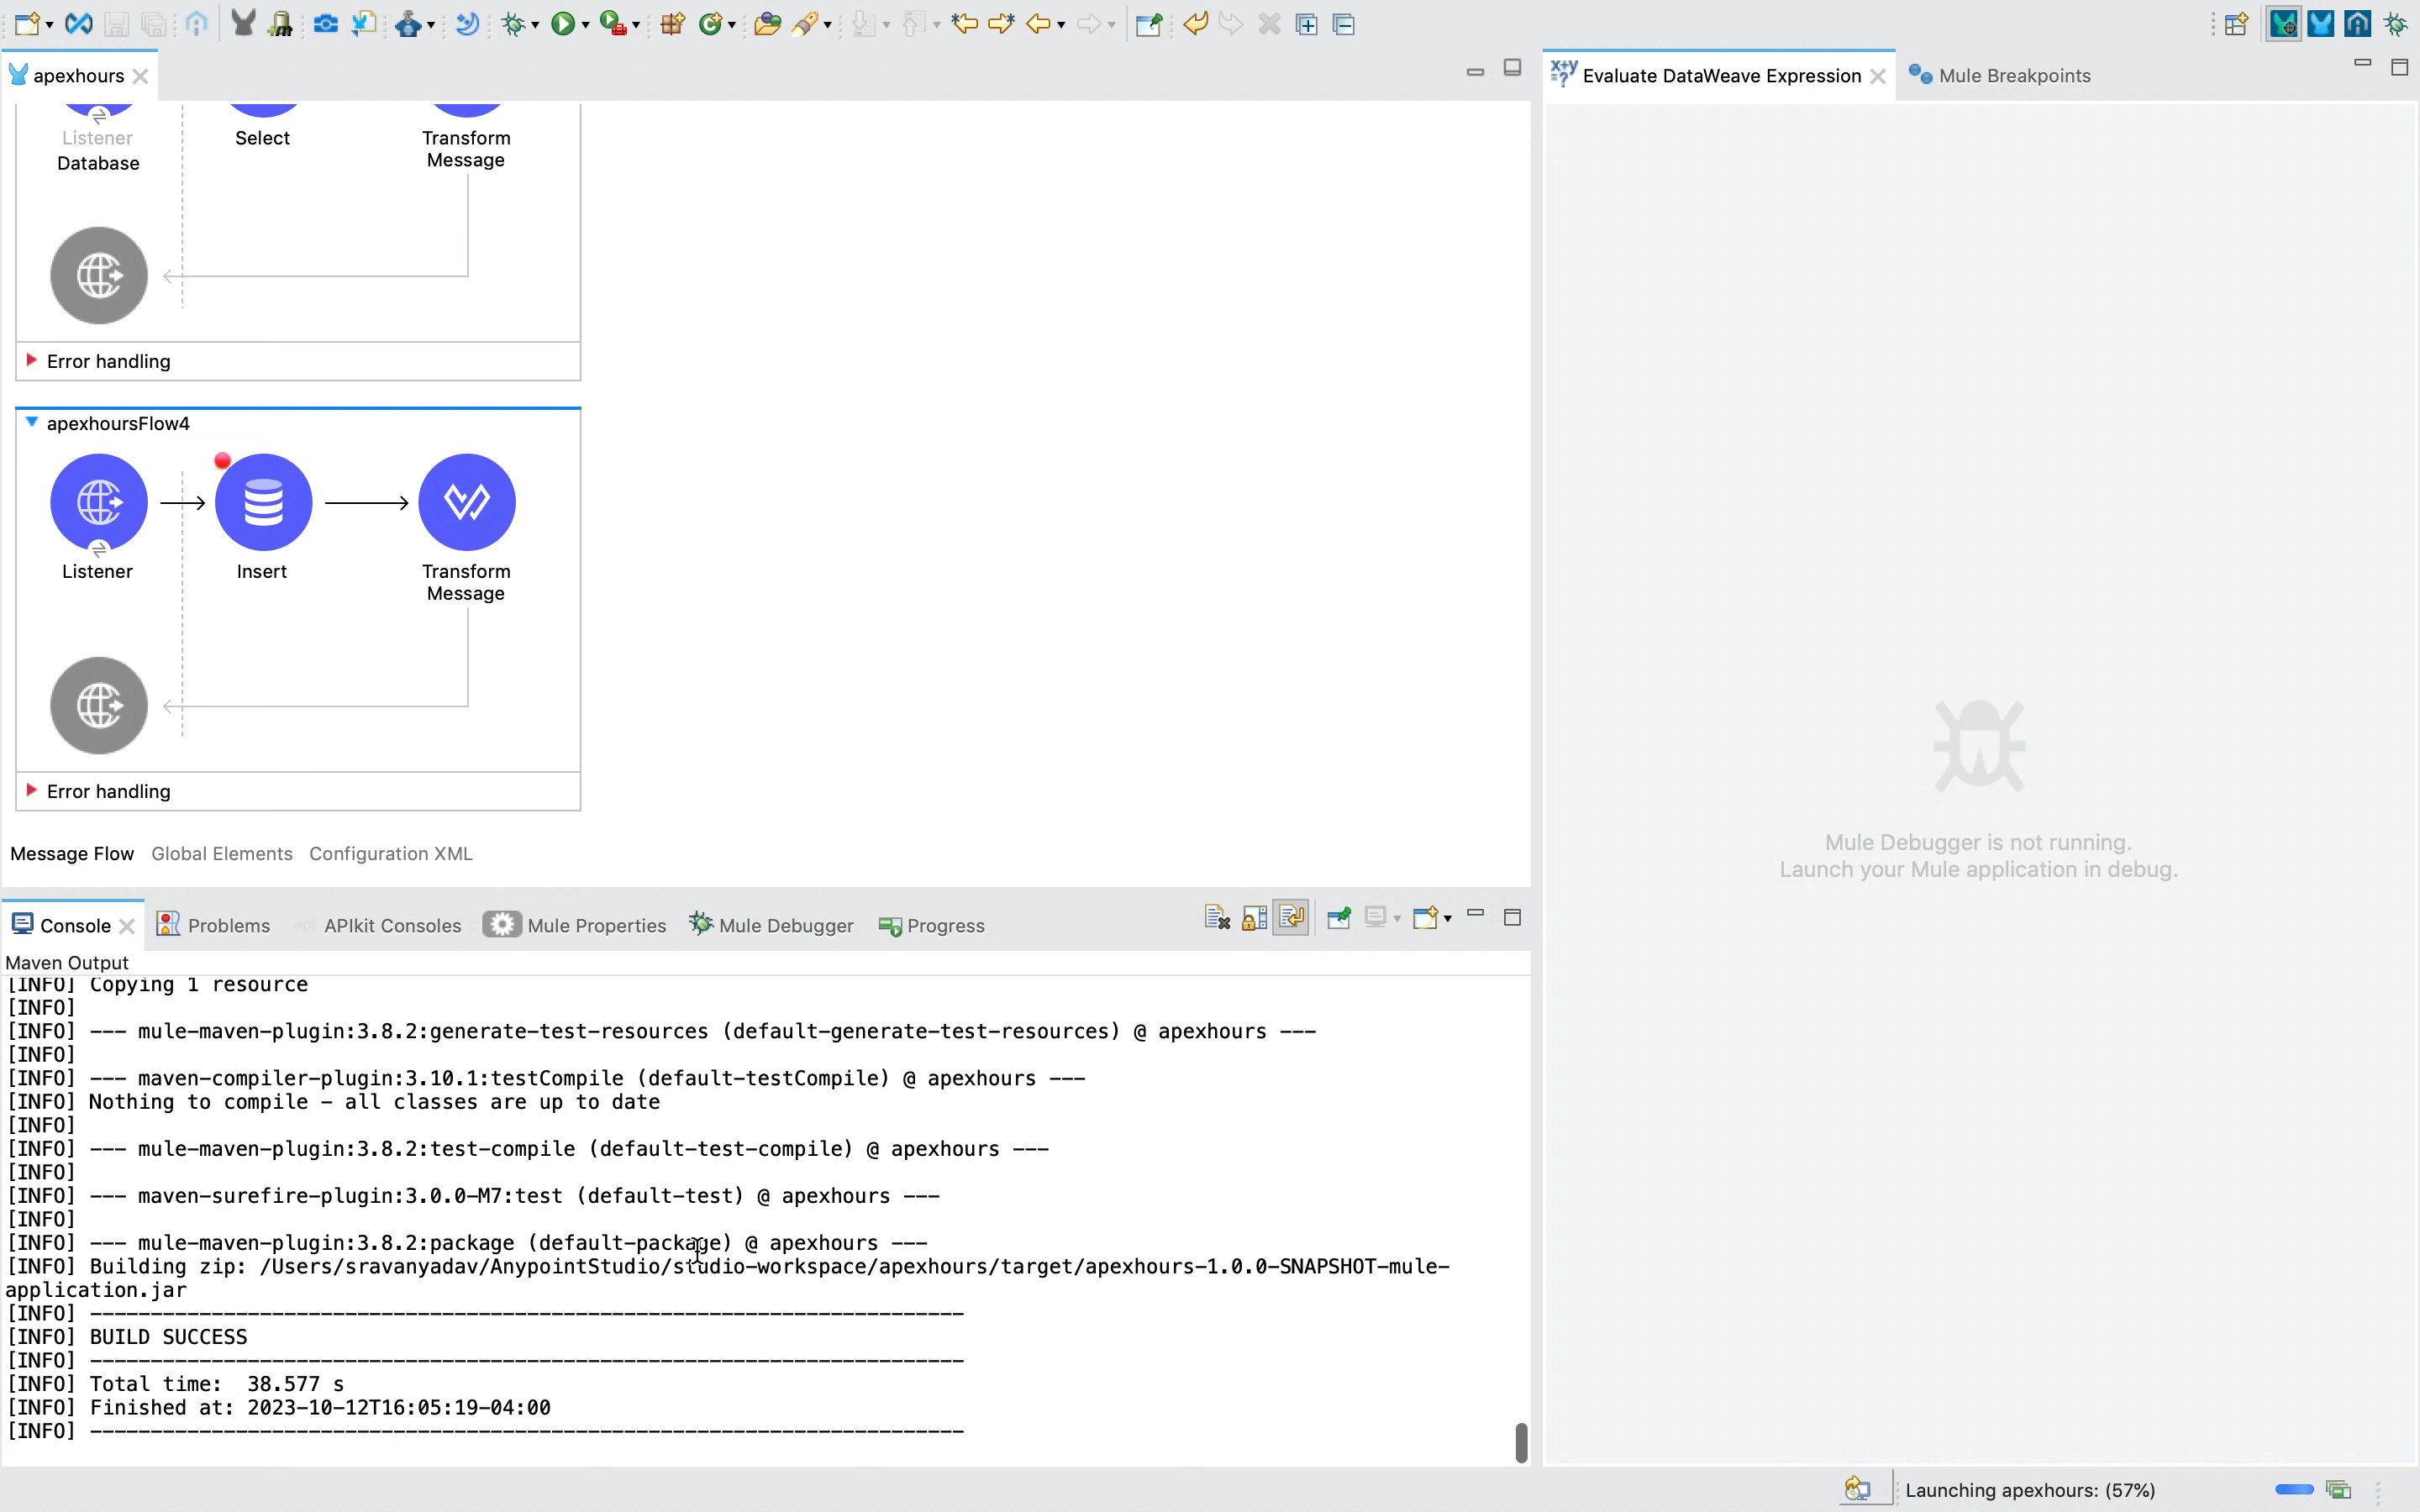 apexhours
Evaluate DataWeave Expression
Mule Breakpoints
Listener
Database
Select
Transform
Message
Error handling
apexhoursFlow4
Listener
Insert
Transform
Message
Error handling
Message Flow Global Elements Configuration XML
Mule Debugger is not running.
Launch your Mule application in debug.
Console Problems APIkit Consoles Mule Properties Mule Debugger Progress
Maven Output
[INFO] Copying 1 resource
[INFO]
[INFO] --- mule-maven-plugin:3.8.2:generate-test-resources (default-generate-test-resources) @ apexhours ---
[INFO]
[INFO] --- maven-compiler-plugin:3.10.1:testCompile (default-testCompile) @ apexhours ---
[INFO] Nothing to compile - all classes are up to date
[INFO]
[INFO] --- mule-maven-plugin:3.8.2:test-compile (default-test-compile) @ apexhours ---
[INFO]
[INFO] --- maven-surefire-plugin:3.0.0-M7:test (default-test) @ apexhours ---
[INFO]
[INFO] --- mule-maven-plugin:3.8.2:package (default-package) @ apexhours ---
[INFO] Building zip: /Users/sravanyadav/AnypointStudio/studio-workspace/apexhours/target/apexhours-1.0.0-SNAPSHOT-mule-
application.jar
[INFO] ------------------------------------------------------------------------
[INFO] BUILD SUCCESS
[INFO] ------------------------------------------------------------------------
[INFO] Total time:  38.577 s
[INFO] Finished at: 2023-10-12T16:05:19-04:00
[INFO] ------------------------------------------------------------------------
Launching apexhours: (57%)